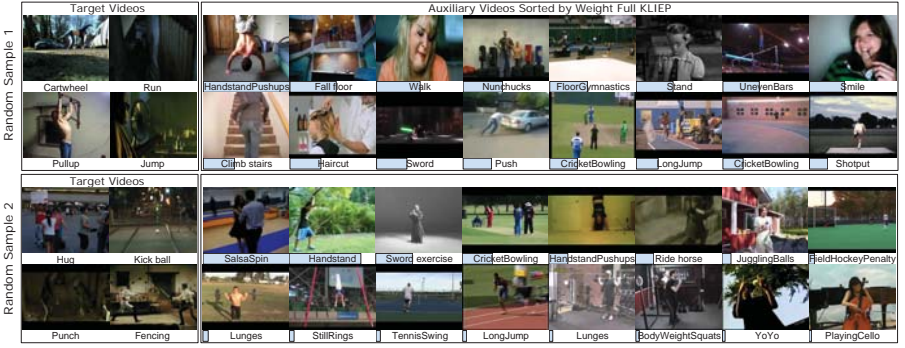 Target Videos
Auxiliary Videos Sorted by Weight Full KLIEP
Random Sample 1
Cartwheel Run HandstandPushups Fall floor Walk Nunchucks FloorGymnastics Stand UnevenBars Smile
Pullup Jump Climb stairs Haircut Sword Push CricketBowling LongJump CricketBowling Shotput
Target Videos
Random Sample 2
Hug Kick ball SalsaSpin Handstand Sword exercise CricketBowling HandstandPushups Ride horse JugglingBalls FieldHockeyPenalty
Punch Fencing Lunges StillRings TennisSwing LongJump Lunges BodyWeightSquats YoYo PlayingCello